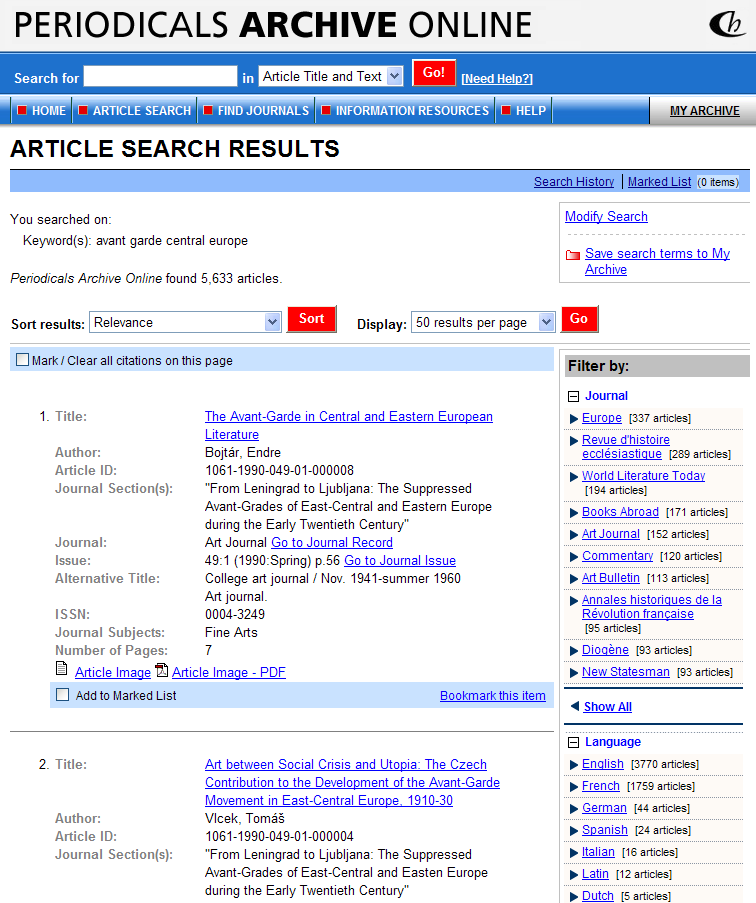 PERIODICALS ARCHIVE ONLINE
Search for in Article Title and Text Go! [Need Help?]
HOME ARTICLE SEARCH FIND JOURNALS INFORMATION RESOURCES HELP MY ARCHIVE
ARTICLE SEARCH RESULTS
Search History Marked List (0 items)
You searched on:
Keyword(s): avant garde central europe
Periodicals Archive Online found 5,633 articles.
Modify Search
Save search terms to My
Archive
Sort results: Relevance Sort Display: 50 results per page Go
Mark / Clear all citations on this page
1. Title: The Avant-Garde in Central and Eastern European
Literature
Author: Bojtár, Endre
Article ID: 1061-1990-049-01-000008
Journal Section(s): "From Leningrad to Ljubljana: The Suppressed
Avant-Grades of East-Central and Eastern Europe
during the Early Twentieth Century"
Journal: Art Journal Go to Journal Record
Issue: 49:1 (1990:Spring) p.56 Go to Journal Issue
Alternative Title: College art journal / Nov. 1941-summer 1960
Art journal.
ISSN: 0004-3249
Journal Subjects: Fine Arts
Number of Pages: 7
Article Image Article Image - PDF
Add to Marked List Bookmark this item
2. Title: Art between Social Crisis and Utopia: The Czech
Contribution to the Development of the Avant-Garde
Movement in East-Central Europe, 1910-30
Author: Vlcek, Tomáš
Article ID: 1061-1990-049-01-000004
Journal Section(s): "From Leningrad to Ljubljana: The Suppressed
Avant-Grades of East-Central and Easten Europe
during the Early Twentieth Century"
Filter by:
Journal
Europe [337 articles]
Revue d'histoire
ecclésiastique [289 articles]
World Literature Today
[194 articles]
Books Abroad [171 articles]
Art Journal [152 articles]
Commentary [120 articles]
Art Bulletin [113 articles]
Annales historiques de la
Révolution française
[95 articles]
Diogène [93 articles]
New Statesman [93 articles]
Show All
Language
English [3770 articles]
French [1759 articles]
German [44 articles]
Spanish [24 articles]
Italian [16 articles]
Latin [12 articles]
Dutch [5 articles]